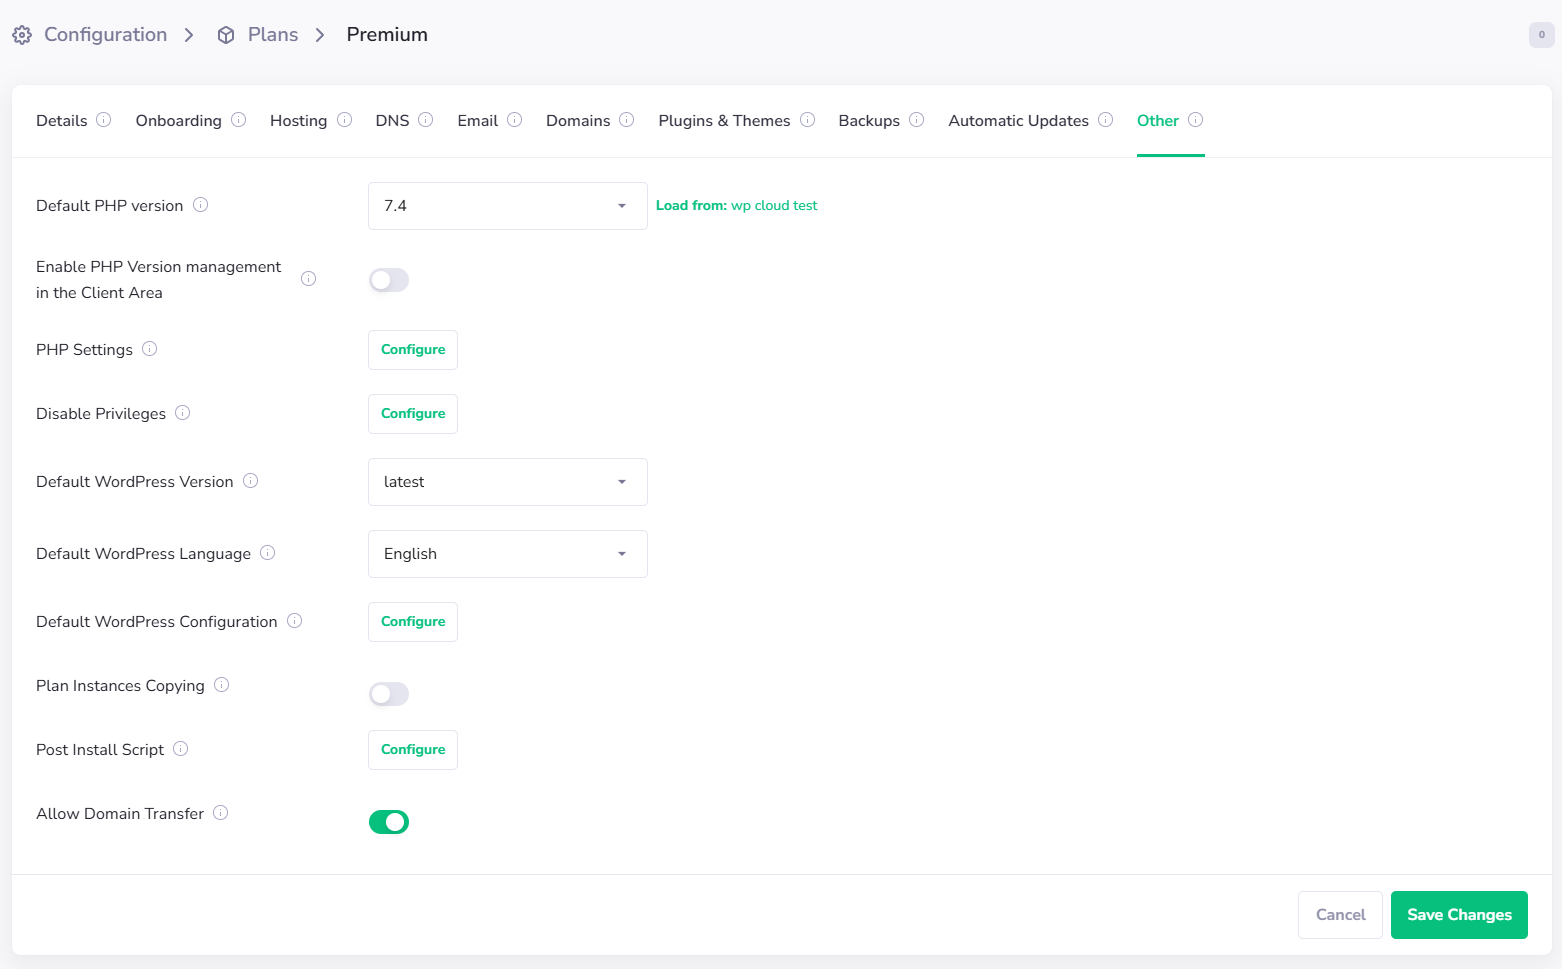 Configuration > Plans > Premium
0
Details Onboarding Hosting DNS Email Domains Plugins & Themes Backups Automatic Updates Other
Default PHP version 7.4 Load from: wp cloud test
Enable PHP Version management
in the Client Area
PHP Settings Configure
Disable Privileges Configure
Default WordPress Version latest
Default WordPress Language English
Default WordPress Configuration Configure
Plan Instances Copying
Post Install Script Configure
Allow Domain Transfer
Cancel Save Changes